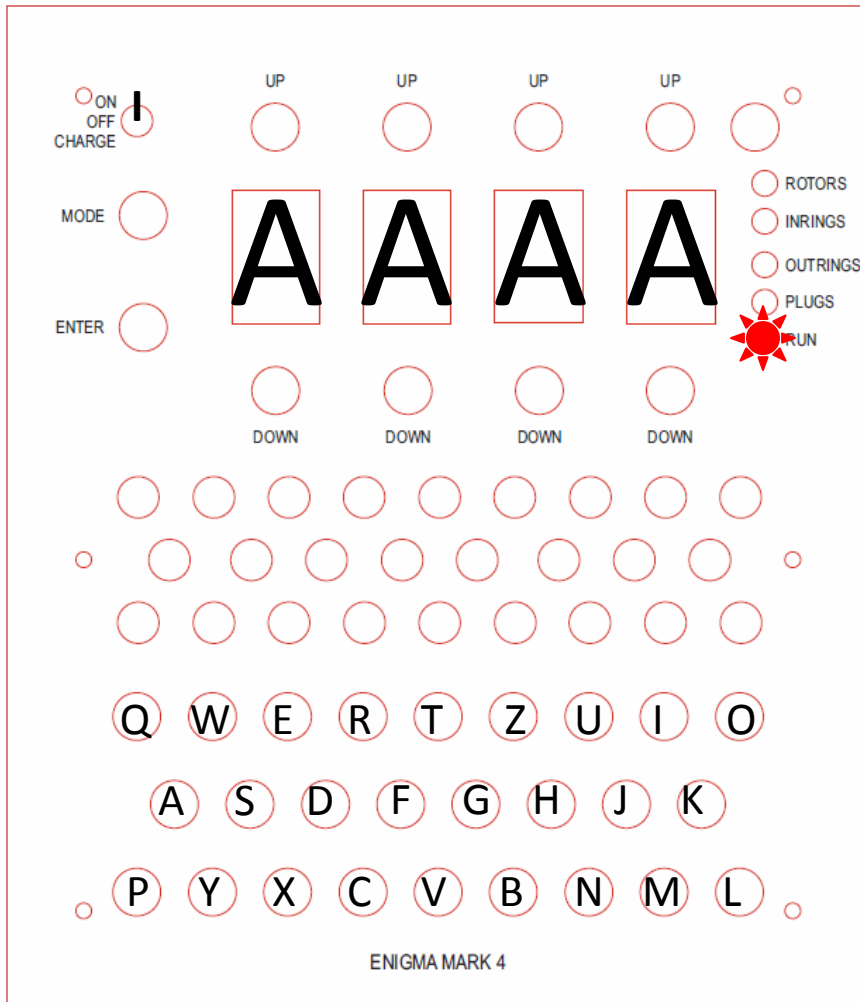 UP UP UP UP
ON
OFF
CHARGE
ROTORS
MODE
INRINGS
A A A A
OUTRINGS
PLUGS
ENTER
RUN
DOWN DOWN DOWN DOWN
Q W E R T Z U I O
A S D F G H J K
P Y X C V B N M L
ENIGMA MARK 4